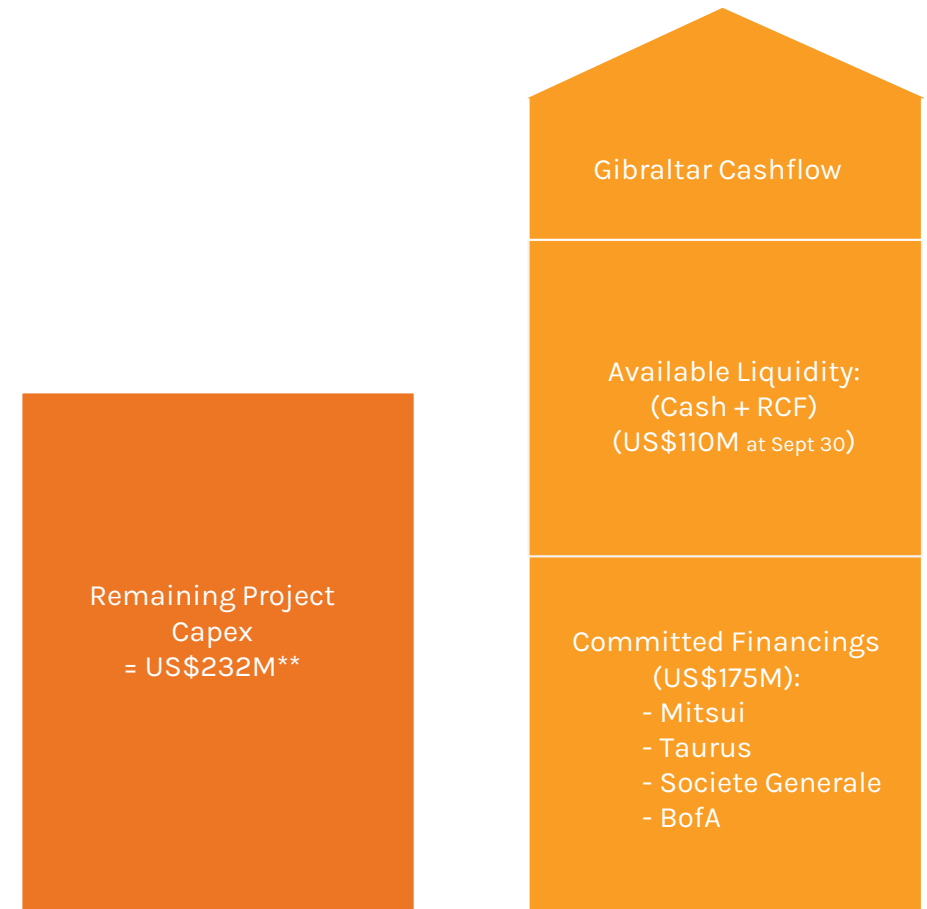 Gibraltar Cashflow
Available Liquidity:
(Cash + RCF)
(US$110M at Sept 30)
Remaining Project
Capex
= US$232M**
Committed Financings
(US$175M):
- Mitsui
- Taurus
- Societe Generale
- BofA